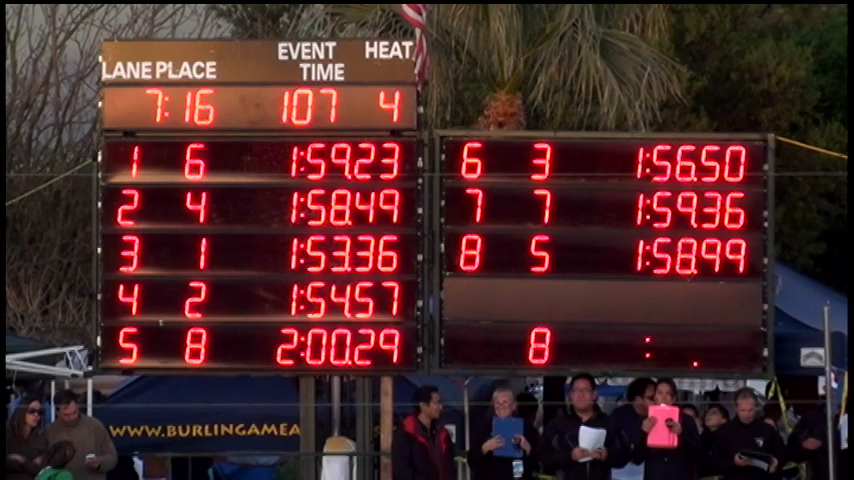 EVENT HEAT
LANE PLACE TIME
7:16 107 4
1 6 1:59.23
2 4 1:58.49
3 1 1:53.36
4 2 1:54.57
5 8 2:00.29
6 3 1:56.50
7 7 1:59.36
8 5 1:58.99
8 : .
WWW.BURLINGAMEA